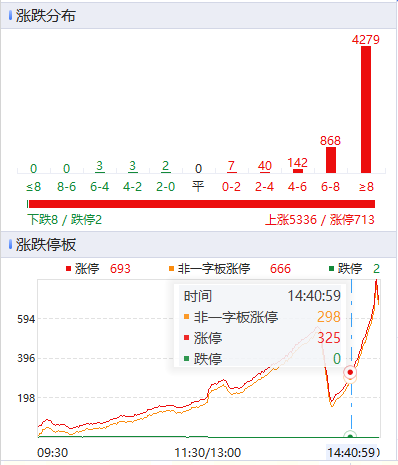 涨跌分布
4279
868
142
40
7
0 0 3 3 2 0
≤8 8-6 6-4 4-2 2-0 平 0-2 2-4 4-6 6-8 ≥8
下跌8 / 跌停2 上涨5336 / 涨停713
涨跌停板
涨停 693 非一字板涨停 666 跌停 2
时间 14:40:59
非一字板涨停 298
涨停 325
跌停 0
594
396
198
09:30 11:30/13:00 14:40:59)